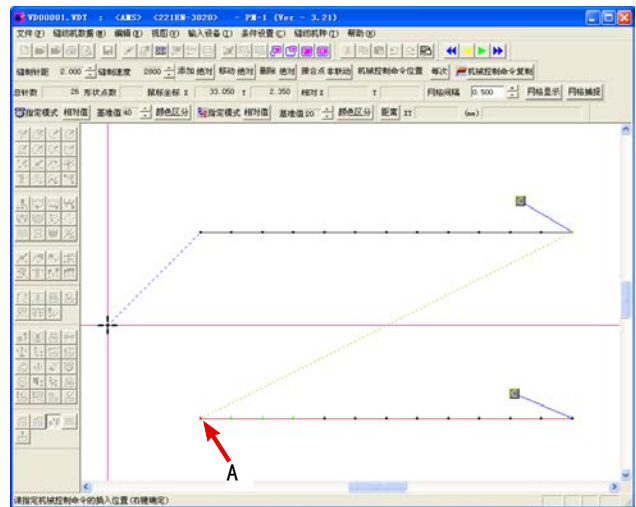 VD00001.VDT : <AMS> <221EN-3020> - PM-1 (Ver - 3.21)
文件(F) 缝纫机数据(M) 编辑(E) 视图(V) 输入设备(I) 条件设置(C) 缝纫机种(T) 帮助(H)
缝制针距 2.000 缝制速度 2800 添加 绝对 移动 绝对 删除 绝对 接合点 非联动 机械控制命令位置 每次 机械控制命令复制
总针数 26 形状点数 鼠标坐标 X 33.050 Y 2.350 相对 X Y 网格间隔 0.500 网格显示 网格捕捉
指定模式 相对值 基准值 40 颜色区分 指定模式 相对值 基准值 20 颜色区分 距离 XY (mm)
A
请指定机械控制命令的插入位置(右键确定)